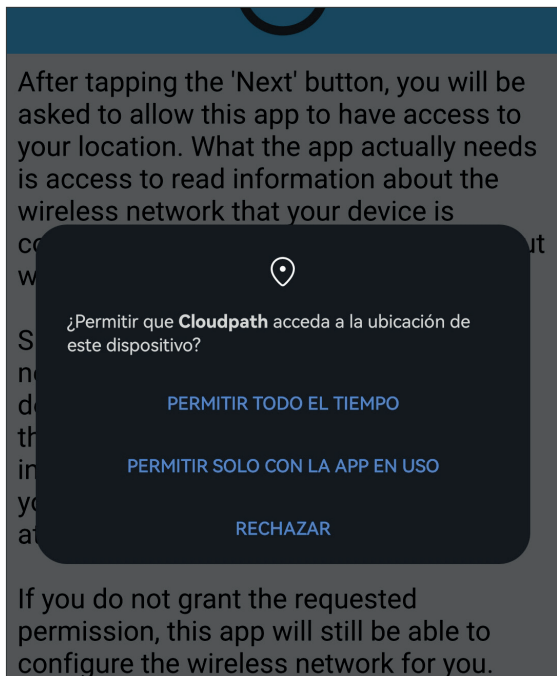 After tapping the 'Next' button, you will be
asked to allow this app to have access to
your location. What the app actually needs
is access to read information about the
wireless network that your device is
¿Permitir que Cloudpath acceda a la ubicación de
este dispositivo?
PERMITIR TODO EL TIEMPO
PERMITIR SOLO CON LA APP EN USO
RECHAZAR
If you do not grant the requested
permission, this app will still be able to
configure the wireless network for you.